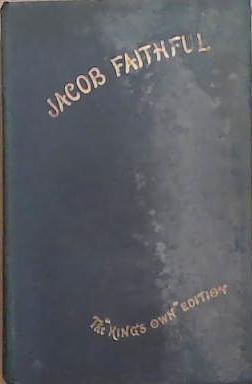 JACOB FAITHFUL
The "KING'S OWN" EDITION